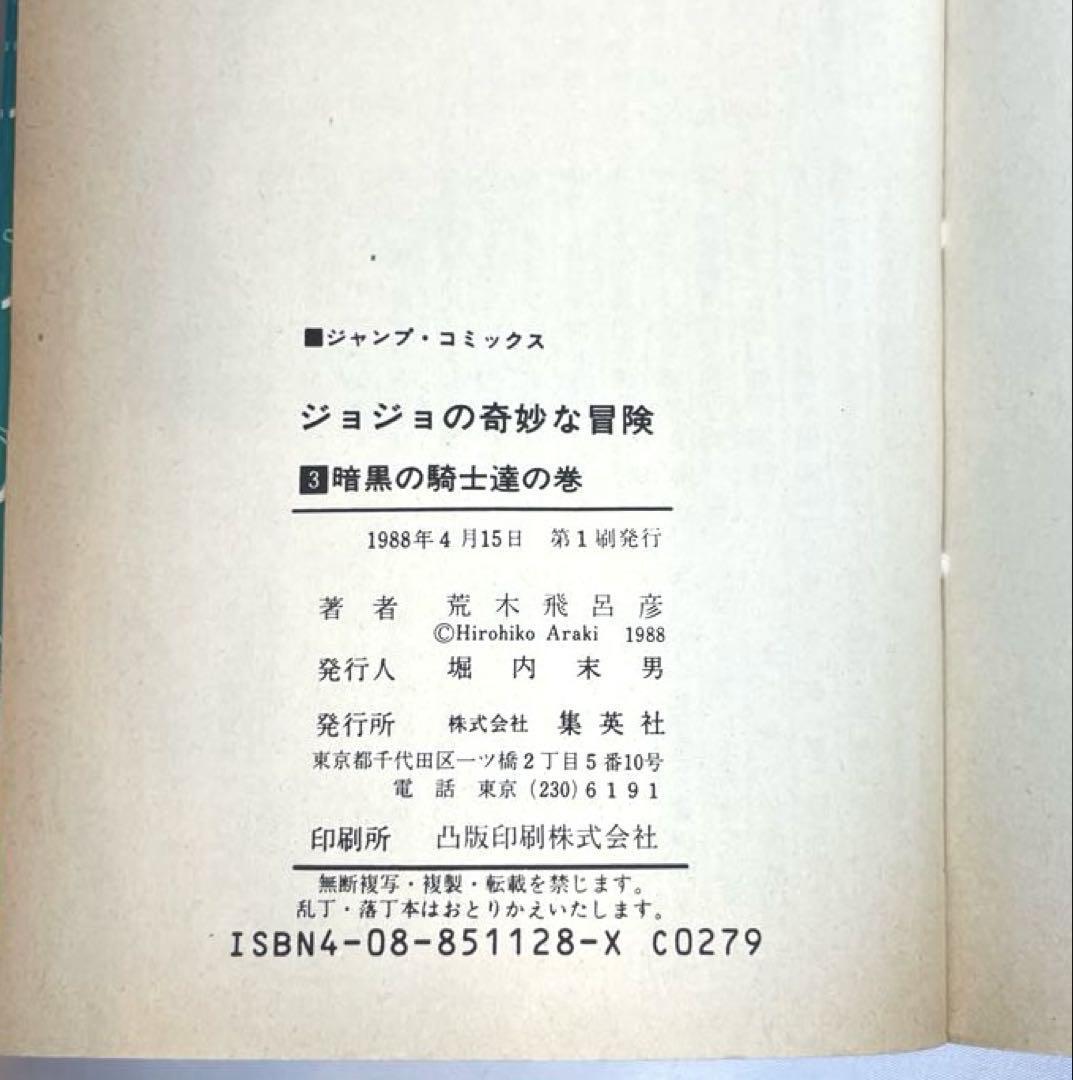 ■ジャンプ・コミックス
ジョジョの奇妙な冒険
3暗黒の騎士達の巻
1988年4月15日 第1刷発行
著者 荒木飛呂彦
©Hirohiko Araki 1988
発行人 堀内末男
発行所 株式会社 集英社
東京都千代田区一ツ橋2丁目5番10号
電話 東京(230)6191
印刷所 凸版印刷株式会社
無断複写・複製・転載を禁じます。
乱丁・落丁本はおとりかえいたします。
ISBN4-08-851128-X C0279